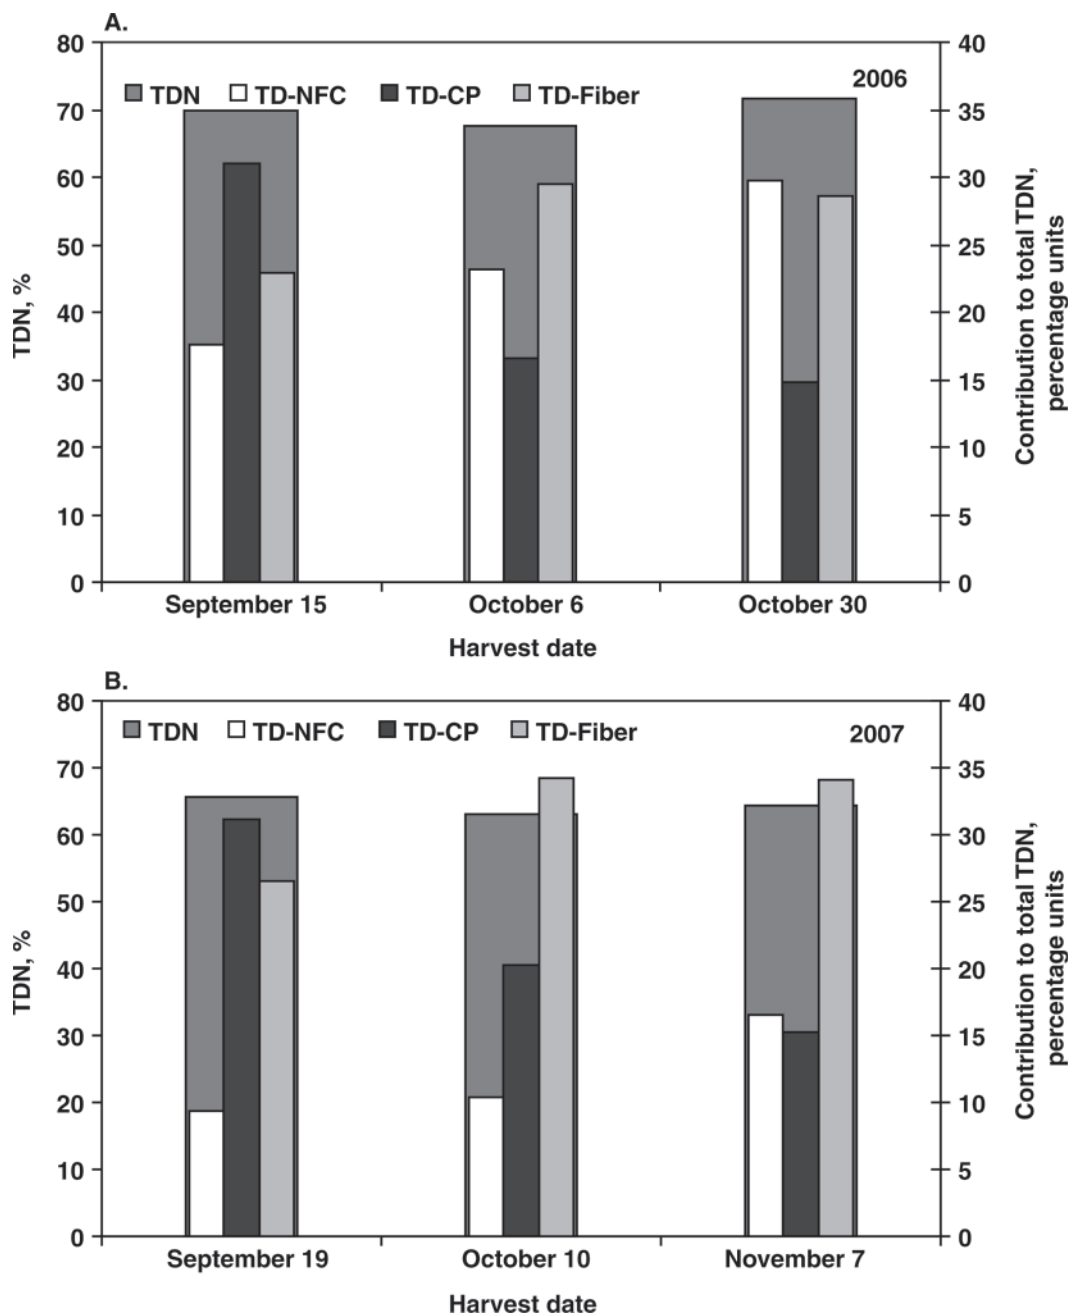 A.
80
70
60
50
40
30
20
10
0
TDN, %
40
35
30
25
20
15
10
5
0
Contribution to total TDN,
percentage units
TDN TD-NFC TD-CP TD-Fiber
2006
September 15 October 6 October 30
Harvest date
B.
80
70
60
50
40
30
20
10
0
TDN, %
40
35
30
25
20
15
10
5
0
Contribution to total TDN,
percentage units
TDN TD-NFC TD-CP TD-Fiber
2007
September 19 October 10 November 7
Harvest date